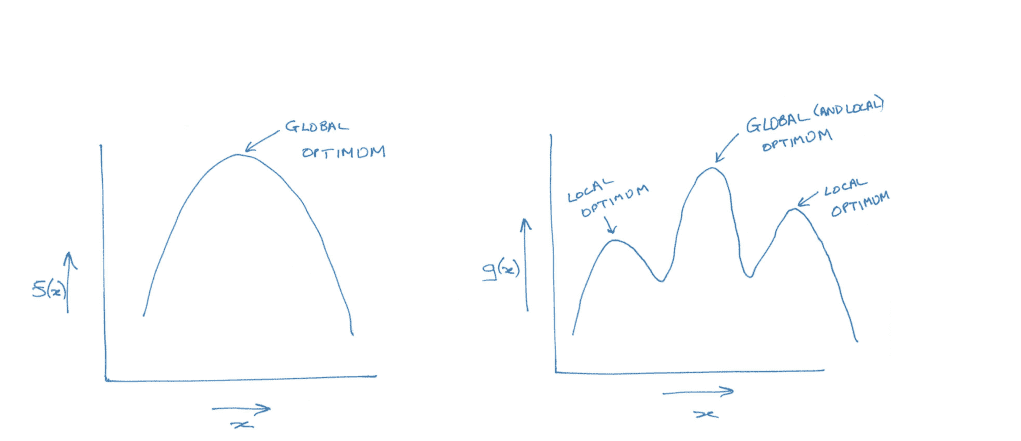 GLOBAL
OPTIMUM
f(x)
x
GLOBAL (AND LOCAL)
OPTIMUM
LOCAL
OPTIMUM
LOCAL
OPTIMUM
g(x)
x